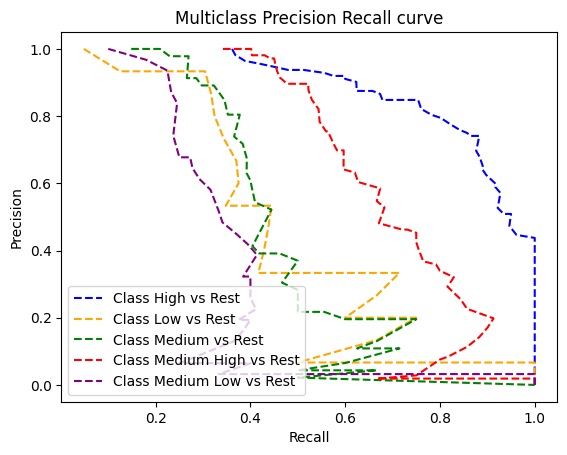 Multiclass Precision Recall curve
1.0
0.8
0.6
0.4
0.2
0.0
Precision
Class High vs Rest
Class Low vs Rest
Class Medium vs Rest
Class Medium High vs Rest
Class Medium Low vs Rest
0.2
0.4
0.6
0.8
1.0
Recall